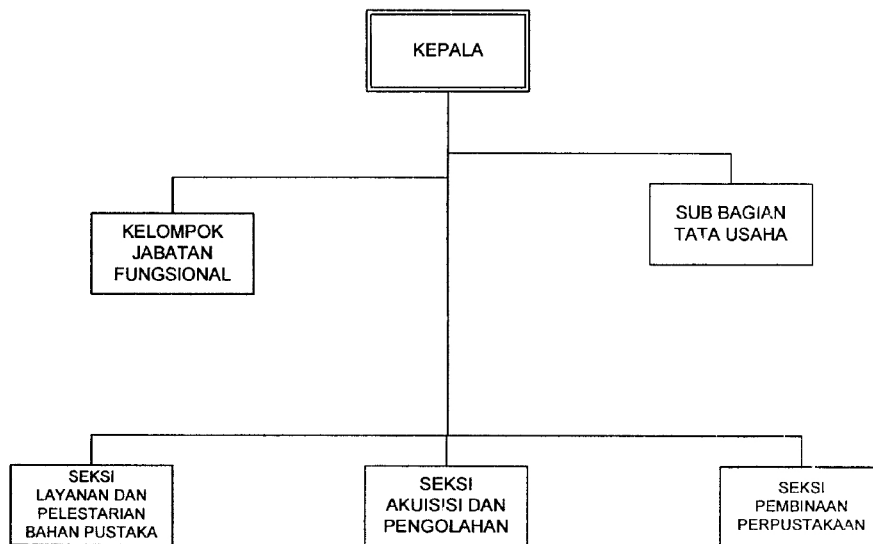 KEPALA
KELOMPOK
JABATAN
FUNGSIONAL
SUB BAGIAN
TATA USAHA
SEKSI
LAYANAN DAN
PELESTARIAN
BAHAN PUSTAKA
SEKSI
AKUISISI DAN
PENGOLAHAN
SEKSI
PEMBINAAN
PERPUSTAKAAN